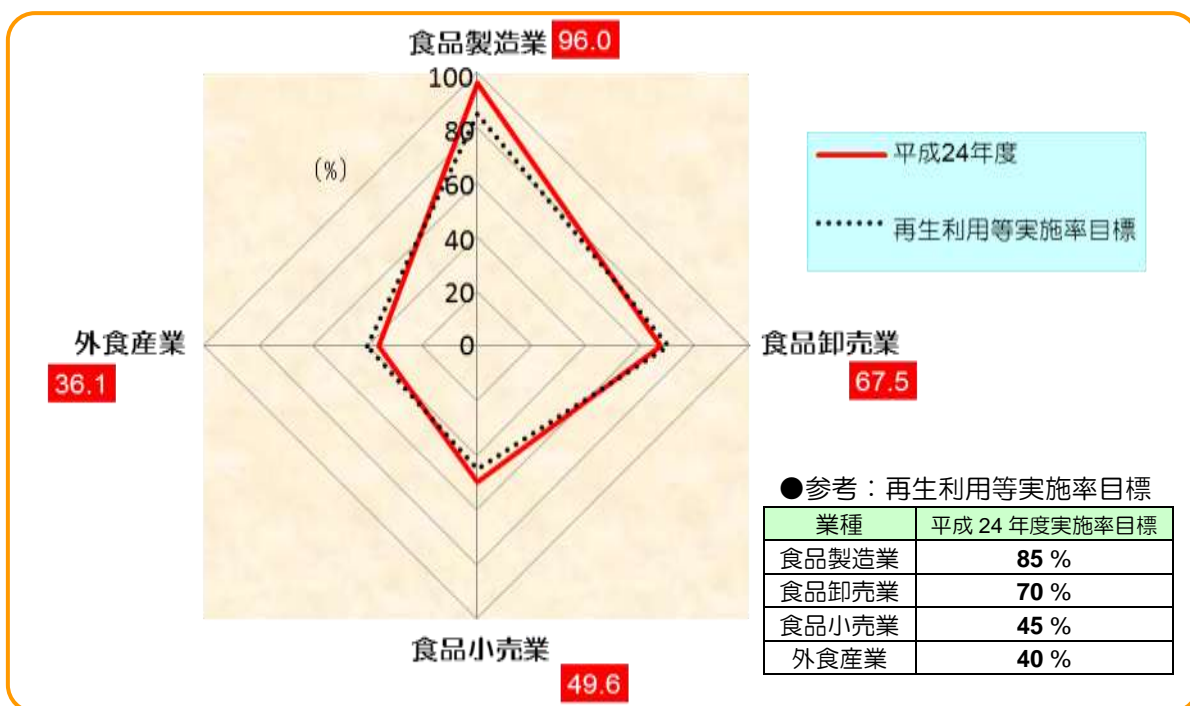 食品製造業 96.0
100
80
60
40
20
0
(%)
平成24年度
再生利用等実施率目標
外食産業
36.1
食品卸売業
67.5
食品小売業
49.6
●参考：再生利用等実施率目標
業種 平成 24 年度実施率目標
食品製造業 85 %
食品卸売業 70 %
食品小売業 45 %
外食産業 40 %